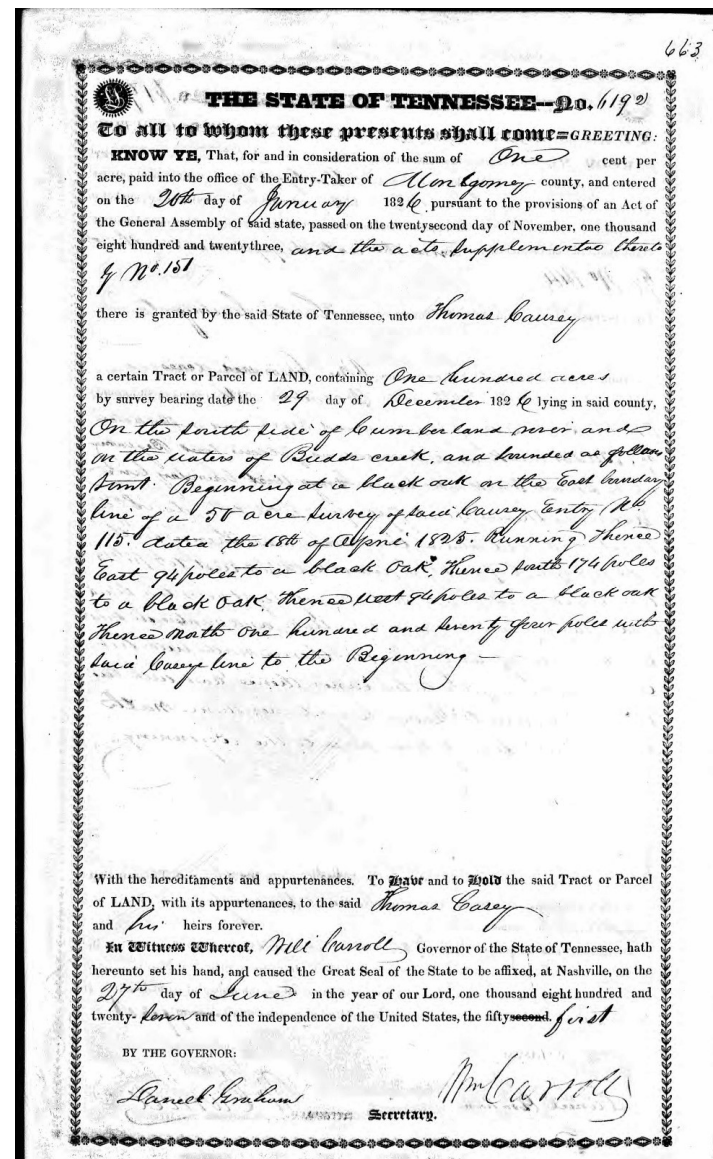 663
THE STATE OF TENNESSEE--No. 6192
To all to whom these presents shall come=GREETING:
KNOW YE, That, for and in consideration of the sum of One cent per
acre, paid into the office of the Entry-Taker of Montgomey county, and entered
on the 20th day of January 1826 pursuant to the provisions of an Act of
the General Assembly of said state, passed on the twentysecond day of November, one thousand
eight hundred and twentythree, and the acts supplemental thereto
by No. 151
there is granted by the said State of Tennessee, unto Thomas Causey
a certain Tract or Parcel of LAND, containing One hundred acres
by survey bearing date the 29 day of December 1826 lying in said county,
On the south side of Cumberland river and
on the waters of Budds creek, and bounded as follows
to wit. Beginning at a black oak on the East boundary
line of a 50 acre survey of said Causey Entry No
115. dated the 18th of April 1825. Running Thence
East 94 poles to a black Oak, Thence south 174 poles
to a black Oak, Thence west 94 poles to a black oak
Thence North one hundred and seventy four poles with
said Caseys line to the Beginning
With the hereditaments and appurtenances. To Have and to Hold the said Tract or Parcel
of LAND, with its appurtenances, to the said Thomas Casey
and his heirs forever.
In Witness Whereof, Will Carroll Governor of the State of Tennessee, hath
hereunto set his hand, and caused the Great Seal of the State to be affixed, at Nashville, on the
27th day of June in the year of our Lord, one thousand eight hundred and
twenty-seven and of the independence of the United States, the fiftysecond. first
BY THE GOVERNOR:
Daniel Graham Wm Carroll
Secretary.